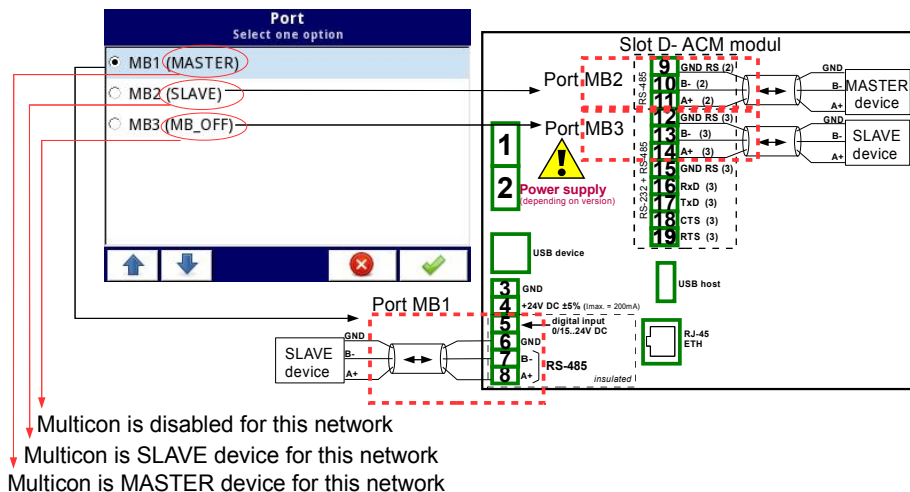 Port
Select one option
MB1 (MASTER)
MB2 (SLAVE)
MB3 (MB_OFF)
Slot D- ACM modul
Port MB2
Port MB3
RS-485
RS-232 + RS-485
9 GND RS (2)
10 B- (2)
11 A+ (2)
12 GND RS (3)
13 B- (3)
14 A+ (3)
15 GND RS (3)
16 RxD (3)
17 TxD (3)
18 CTS (3)
19 RTS (3)
GND
B-
A+
MASTER
device
GND
B-
A+
SLAVE
device
1
2
!
Power supply
(depending on version)
USB device
USB host
RJ-45
ETH
3 GND
4 +24V DC ±5% (Imax. = 200mA)
5 digital input
0/15..24V DC
6 GND
7 B-
8 A+
RS-485
insulated
Port MB1
SLAVE
device
GND
B-
A+
Multicon is disabled for this network
Multicon is SLAVE device for this network
Multicon is MASTER device for this network